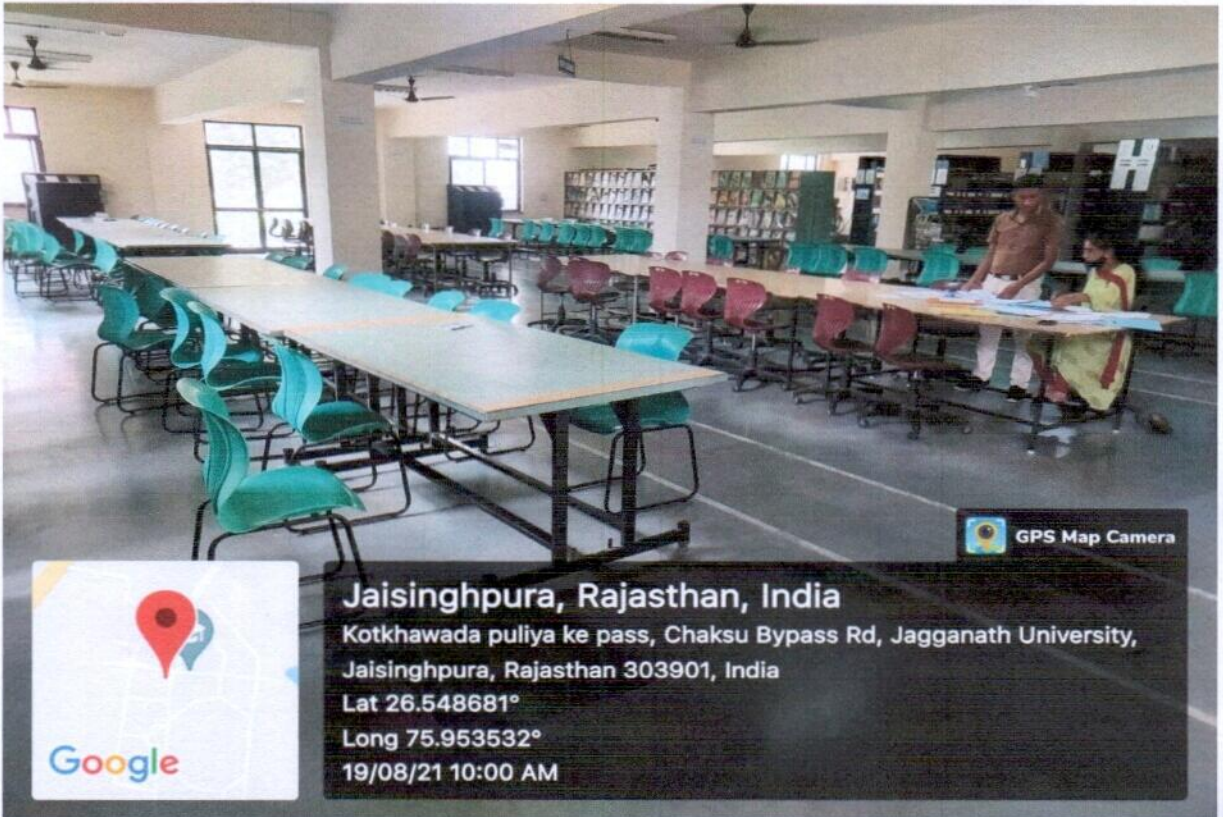 GPS Map Camera
Jaisinghpura, Rajasthan, India
Kotkhawada puliya ke pass, Chaksu Bypass Rd, Jagganath University,
Jaisinghpura, Rajasthan 303901, India
Lat 26.548681°
Long 75.953532°
19/08/21 10:00 AM
Google